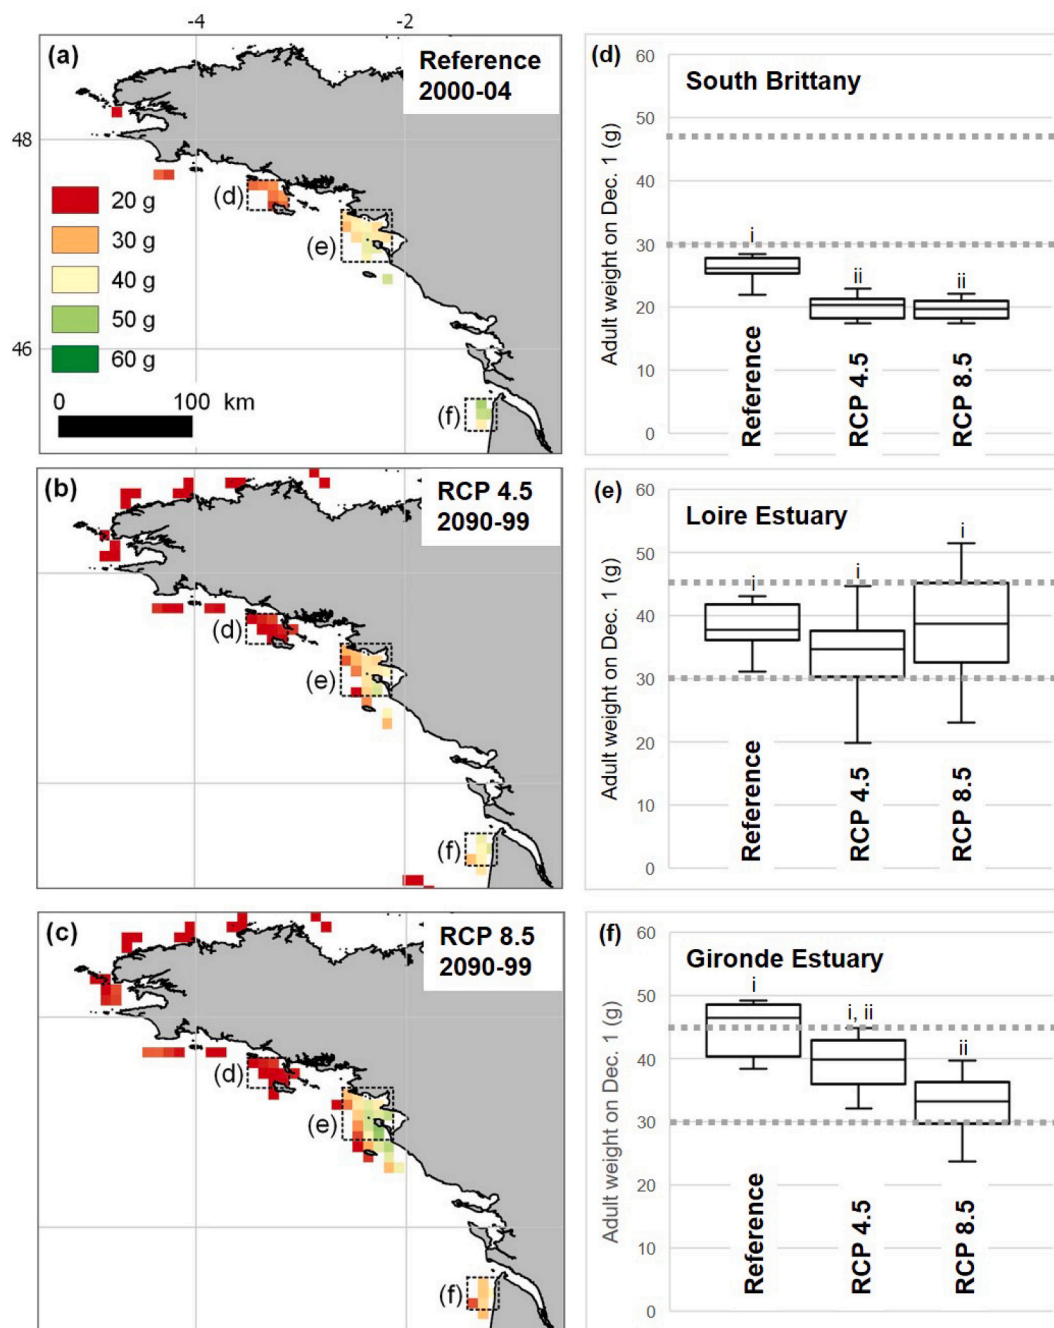 -4
-2
(a)
Reference
2000-04
48
20 g
30 g
40 g
50 g
60 g
46
0
100 km
(d)
(e)
(f)
(b)
RCP 4.5
2090-99
(d)
(e)
(f)
(c)
RCP 8.5
2090-99
(d)
(e)
(f)
(d)
South Brittany
Adult weight on Dec. 1 (g)
60
50
40
30
20
10
0
i
ii
ii
Reference
RCP 4.5
RCP 8.5
(e)
Loire Estuary
Adult weight on Dec. 1 (g)
60
50
40
30
20
10
0
i
i
i
Reference
RCP 4.5
RCP 8.5
(f)
Gironde Estuary
Adult weight on Dec. 1 (g)
60
50
40
30
20
10
0
i
i, ii
ii
Reference
RCP 4.5
RCP 8.5